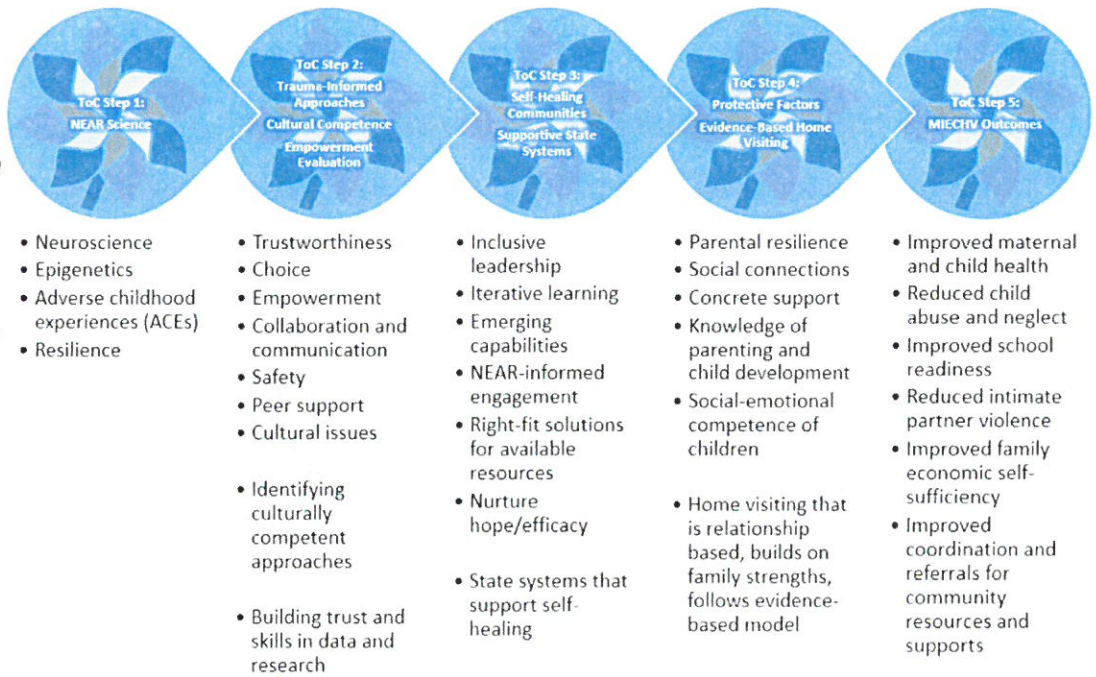 ToC Step 1:
NEAR Science
• Neuroscience
• Epigenetics
• Adverse childhood
experiences (ACEs)
• Resilience
ToC Step 2:
Trauma-Informed
Approaches
Cultural Competence
Empowerment
Evaluation
• Trustworthiness
• Choice
• Empowerment
• Collaboration and
communication
• Safety
• Peer support
• Cultural issues
• Identifying
culturally
competent
approaches
• Building trust and
skills in data and
research
ToC Step 3:
Self-Healing
Communities
Supportive State
Systems
• Inclusive
leadership
• Iterative learning
• Emerging
capabilities
• NEAR-informed
engagement
• Right-fit solutions
for available
resources
• Nurture
hope/efficacy
• State systems that
support self-
healing
ToC Step 4:
Protective Factors
Evidence-Based Home
Visiting
• Parental resilience
• Social connections
• Concrete support
• Knowledge of
parenting and
child development
• Social-emotional
competence of
children
• Home visiting that
is relationship
based, builds on
family strengths,
follows evidence-
based model
ToC Step 5:
MIECHV Outcomes
• Improved maternal
and child health
• Reduced child
abuse and neglect
• Improved school
readiness
• Reduced intimate
partner violence
• Improved family
economic self-
sufficiency
• Improved
coordination and
referrals for
community
resources and
supports